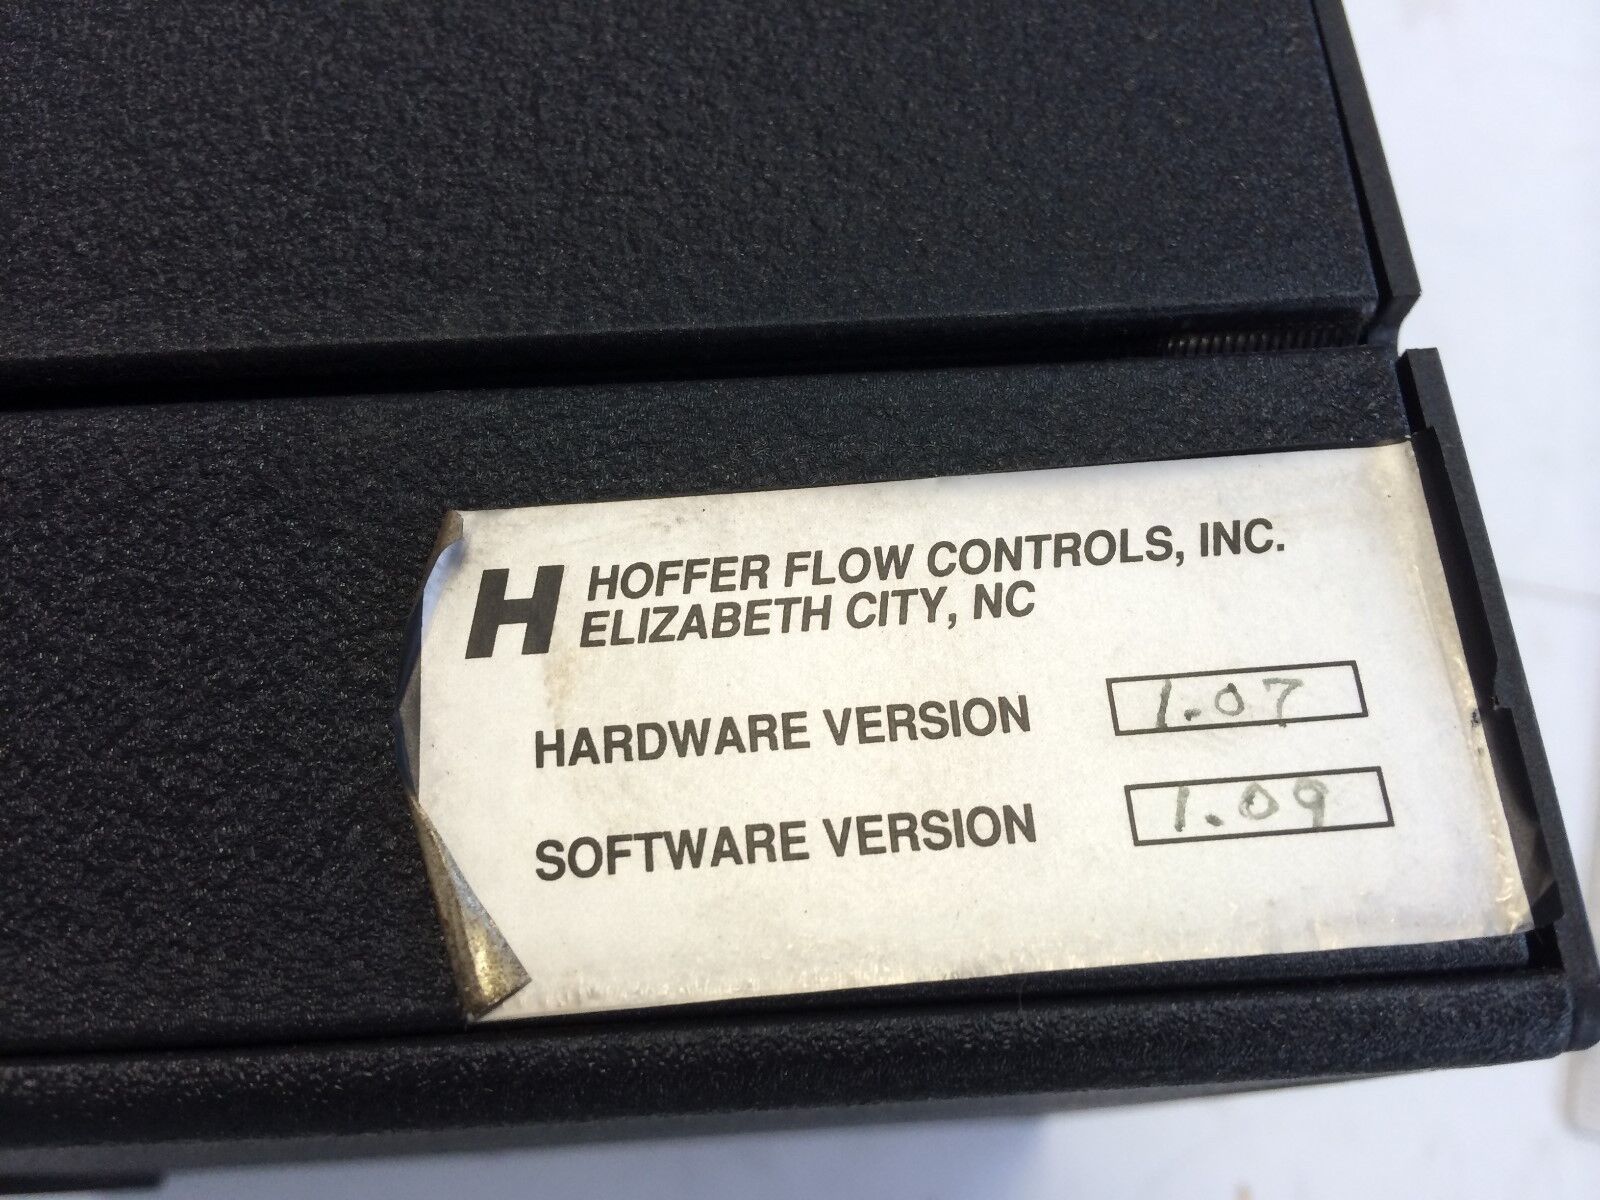 H HOFFER FLOW CONTROLS, INC.
ELIZABETH CITY, NC
HARDWARE VERSION 1.07
SOFTWARE VERSION 1.09